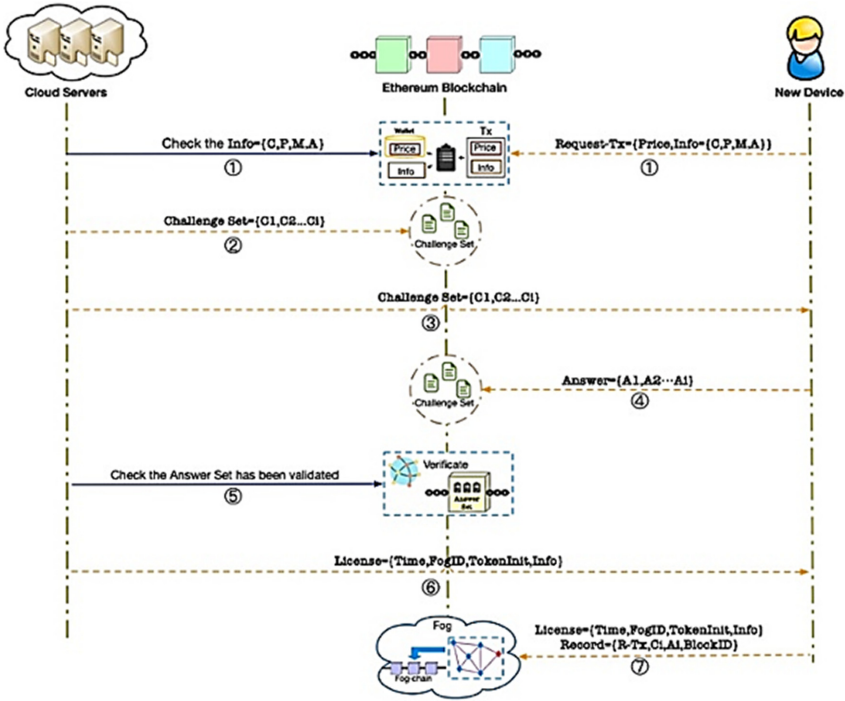 Cloud Servers
Ethereum Blockchain
New Device
Check the Info={C,P,M.A}
①
Wallet
Price
Info
Tx
Price
Info
Request-Tx={Price,Info={C,P,M.A}}
①
Challenge Set={C1,C2...Ci}
②
Challenge Set
Challenge Set={C1,C2...Ci}
③
Challenge Set
Answer={A1,A2···Ai}
④
Check the Answer Set has been validated
⑤
Verificate
Answer
Set
License={Time,FogID,TokenInit,Info}
⑥
Fog
Fog-chain
License={Time,FogID,TokenInit,Info}
Record={R-Tx,Ci,Ai,BlockID}
⑦